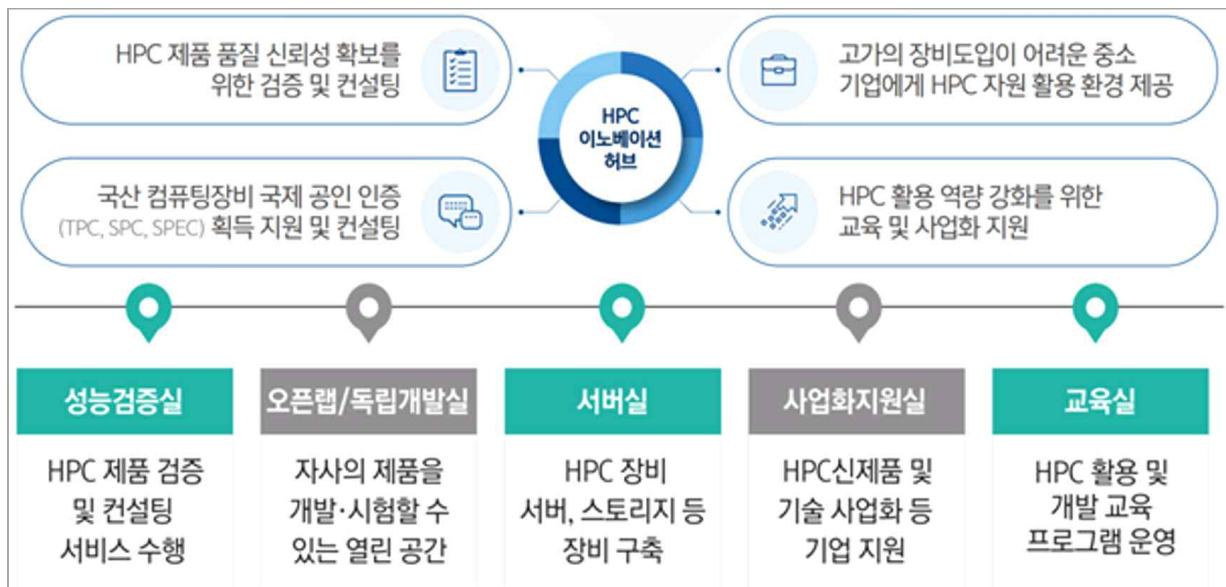 HPC 제품 품질 신뢰성 확보를
위한 검증 및 컨설팅
고가의 장비도입이 어려운 중소
기업에게 HPC 자원 활용 환경 제공
HPC
이노베이션
허브
국산 컴퓨팅장비 국제 공인 인증
(TPC, SPC, SPEC) 획득 지원 및 컨설팅
HPC 활용 역량 강화를 위한
교육 및 사업화 지원
성능검증실
HPC 제품 검증
및 컨설팅
서비스 수행
오픈랩/독립개발실
자사의 제품을
개발·시험할 수
있는 열린 공간
서버실
HPC 장비
서버, 스토리지 등
장비 구축
사업화지원실
HPC신제품 및
기술 사업화 등
기업 지원
교육실
HPC 활용 및
개발 교육
프로그램 운영